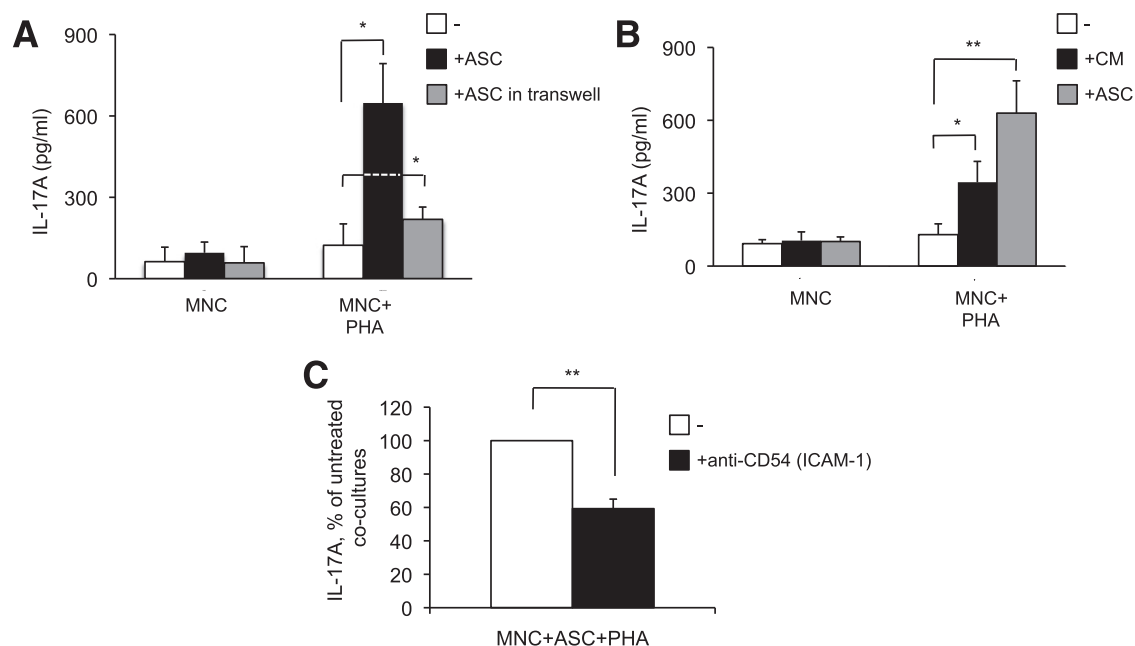 A
900
600
300
0
IL-17A (pg/ml)
*
*
-
+ASC
+ASC in transwell
MNC
MNC+
PHA
B
900
600
300
0
IL-17A (pg/ml)
**
*
-
+CM
+ASC
MNC
MNC+
PHA
C
120
100
80
60
40
20
0
IL-17A, % of untreated
co-cultures
**
-
+anti-CD54 (ICAM-1)
MNC+ASC+PHA